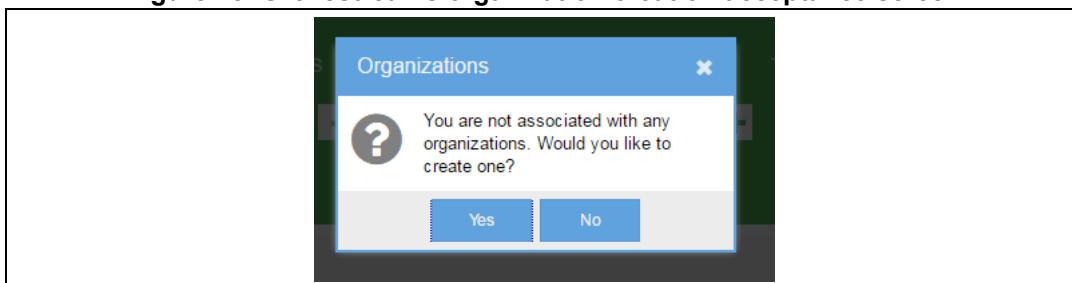 Organizations
You are not associated with any
organizations. Would you like to
create one?
Yes No